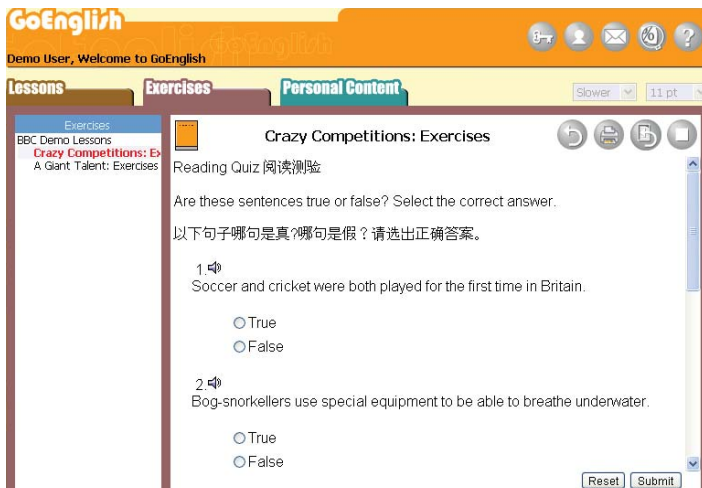 GoEnglish
Demo User, Welcome to GoEnglish
Lessons
Exercises
Personal Content
Slower
11 pt
Exercises
BBC Demo Lessons
Crazy Competitions: Ex
A Giant Talent: Exercises
Crazy Competitions: Exercises
Reading Quiz 阅读测验
Are these sentences true or false? Select the correct answer.
以下句子哪句是真?哪句是假？请选出正确答案。
1.
Soccer and cricket were both played for the first time in Britain.
True
False
2.
Bog-snorkellers use special equipment to be able to breathe underwater.
True
False
Reset
Submit